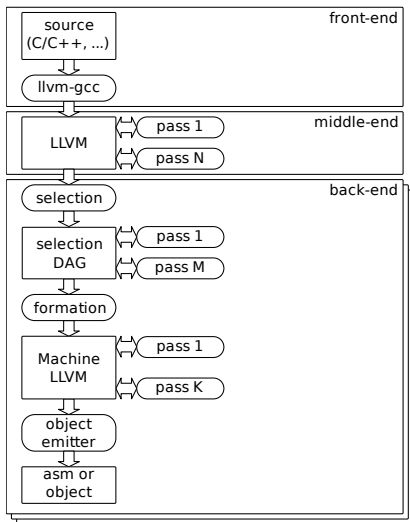 front-end
source
(C/C++, ...)
llvm-gcc
middle-end
LLVM
pass 1
pass N
back-end
selection
selection
DAG
pass 1
pass M
formation
Machine
LLVM
pass 1
pass K
object
emitter
asm or
object